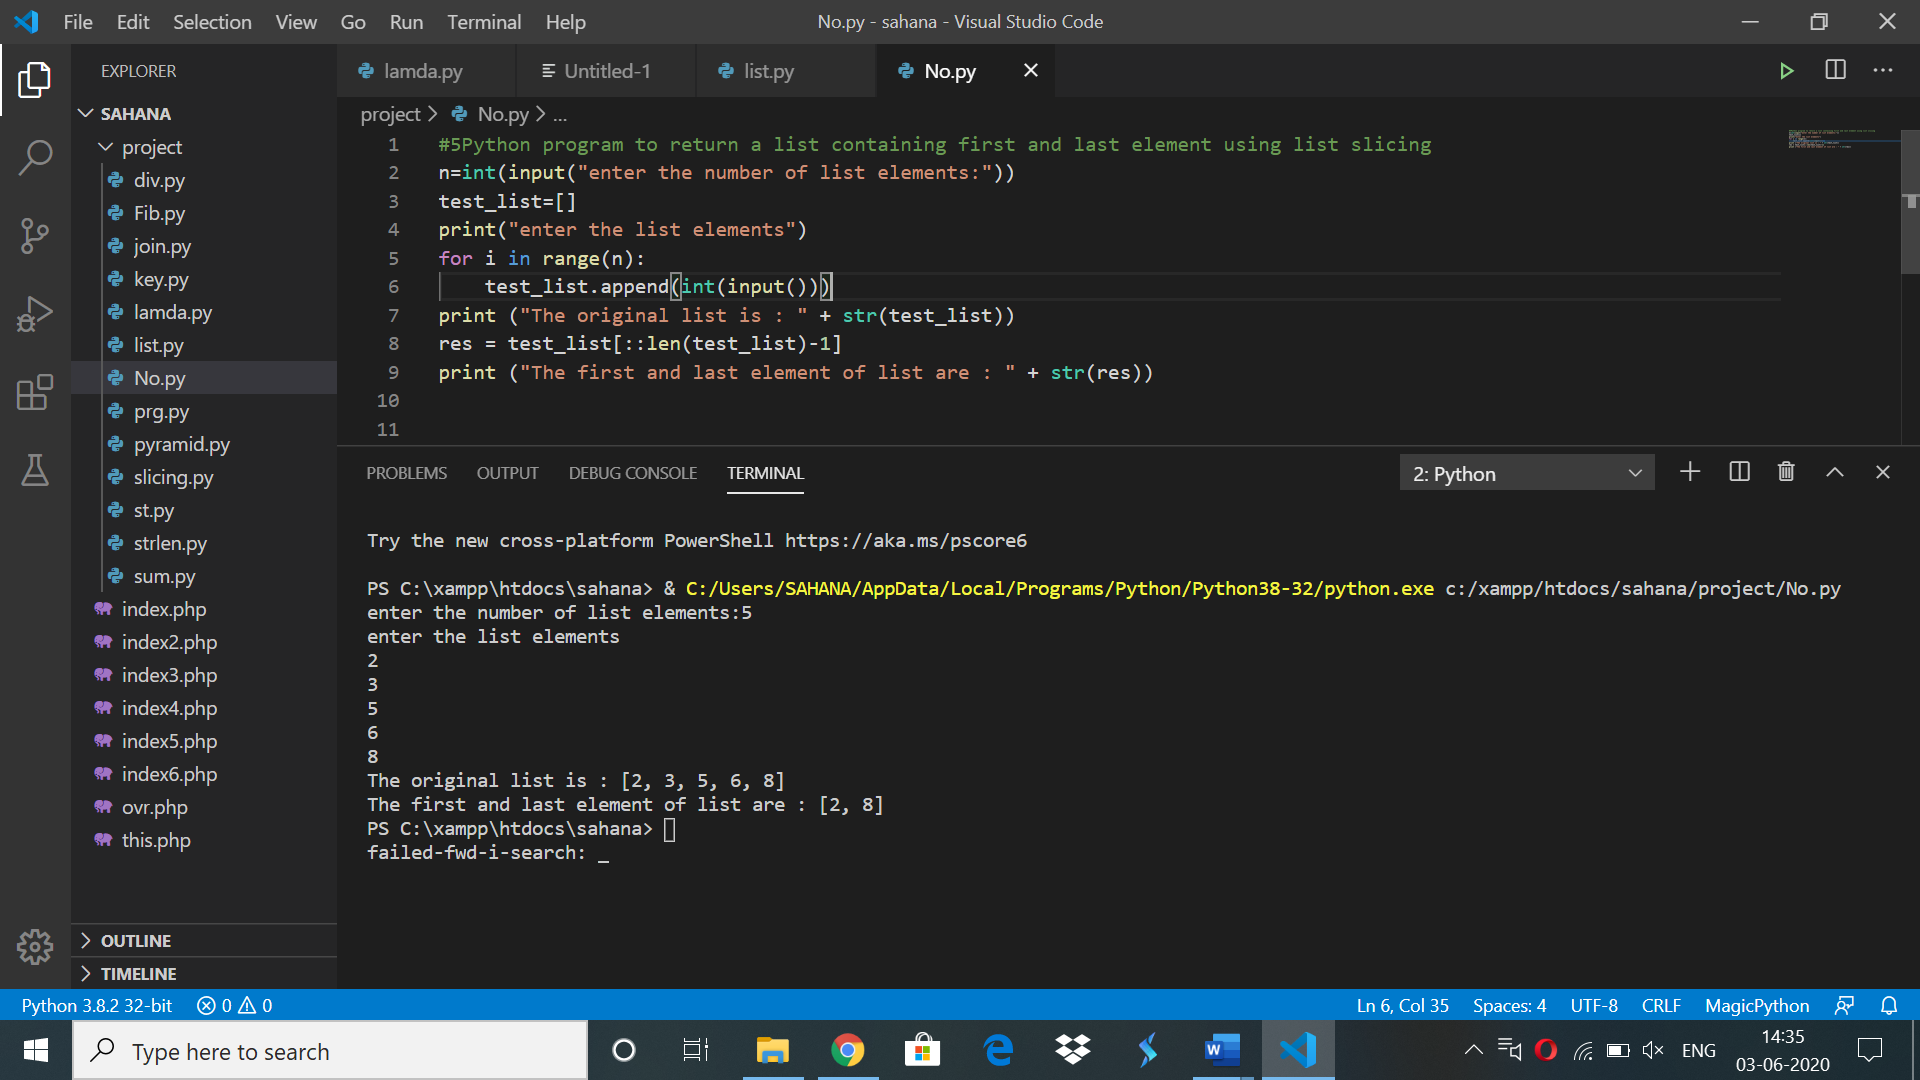 File Edit Selection View Go Run Terminal Help
No.py - sahana - Visual Studio Code
EXPLORER
SAHANA
project
div.py
Fib.py
join.py
key.py
lamda.py
list.py
No.py
prg.py
pyramid.py
slicing.py
st.py
strlen.py
sum.py
index.php
index2.php
index3.php
index4.php
index5.php
index6.php
ovr.php
this.php
OUTLINE
TIMELINE
lamda.py Untitled-1 list.py No.py
project > No.py > ...
1 #5Python program to return a list containing first and last element using list slicing
2 n=int(input("enter the number of list elements:"))
3 test_list=[]
4 print("enter the list elements")
5 for i in range(n):
6 test_list.append(int(input()))
7 print ("The original list is : " + str(test_list))
8 res = test_list[::len(test_list)-1]
9 print ("The first and last element of list are : " + str(res))
10
11
PROBLEMS OUTPUT DEBUG CONSOLE TERMINAL
2: Python
Try the new cross-platform PowerShell https://aka.ms/pscore6
PS C:\xampp\htdocs\sahana> & C:/Users/SAHANA/AppData/Local/Programs/Python/Python38-32/python.exe c:/xampp/htdocs/sahana/project/No.py
enter the number of list elements:5
enter the list elements
2
3
5
6
8
The original list is : [2, 3, 5, 6, 8]
The first and last element of list are : [2, 8]
PS C:\xampp\htdocs\sahana>
failed-fwd-i-search: _
Python 3.8.2 32-bit 0 0
Ln 6, Col 35 Spaces: 4 UTF-8 CRLF MagicPython
Type here to search
ENG
14:35
03-06-2020